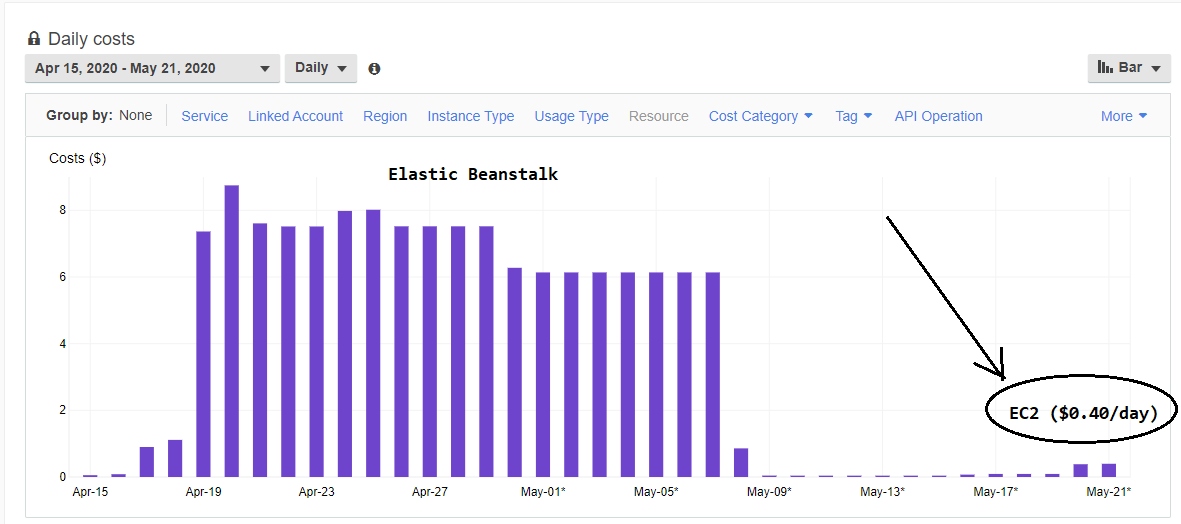 Daily costs
Apr 15, 2020 - May 21, 2020 Daily Bar
Group by: None Service Linked Account Region Instance Type Usage Type Resource Cost Category Tag API Operation More
Costs ($)
Elastic Beanstalk
8
6
4
2
EC2 ($0.40/day)
0
Apr-15 Apr-19 Apr-23 Apr-27 May-01* May-05* May-09* May-13* May-17* May-21*